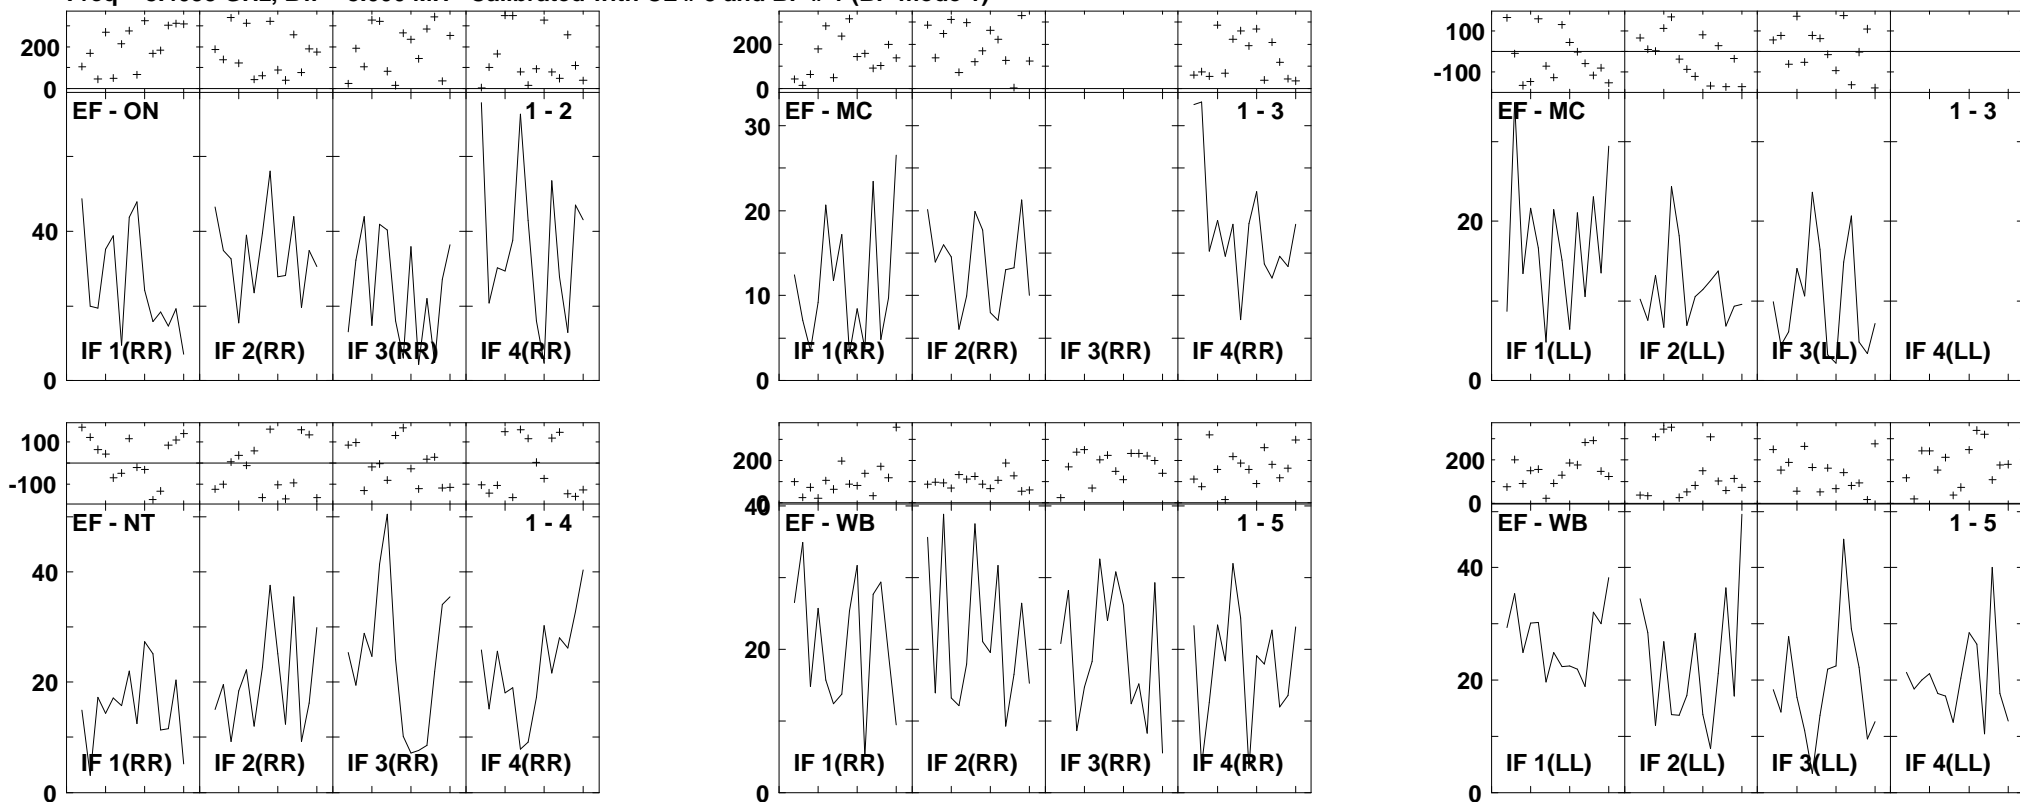 200
0
EF - ON 1 - 2
40
0
IF 1(RR) IF 2(RR) IF 3(RR) IF 4(RR)
200
0
EF - MC 1 - 3
30
20
10
0
IF 1(RR) IF 2(RR) IF 3(RR) IF 4(RR)
100
-100
EF - MC 1 - 3
20
0
IF 1(LL) IF 2(LL) IF 3(LL) IF 4(LL)
100
-100
EF - NT 1 - 4
40
20
0
IF 1(RR) IF 2(RR) IF 3(RR) IF 4(RR)
200
0
40
EF - WB 1 - 5
20
0
IF 1(RR) IF 2(RR) IF 3(RR) IF 4(RR)
200
0
EF - WB 1 - 5
40
20
0
IF 1(LL) IF 2(LL) IF 3(LL) IF 4(LL)